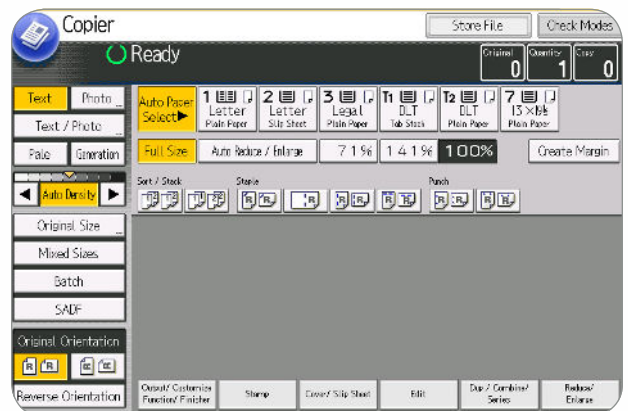 Copier
Store File
Check Modes
Ready
Original
Quantity
Copy
0
1
0
Text
Photo
Text / Photo
Pale
Generation
Auto Density
Original Size
Mixed Sizes
Batch
SADF
Original Orientation
R R
Reverse Orientation
Auto Paper
Select▶
1
Letter
Plain Paper
2
Letter
Slip Sheet
3
Legal
Plain Paper
T1
DLT
Tab Stock
T2
DLT
Plain Paper
7
Plain Paper
Full Size
Auto Reduce / Enlarge
71%
141%
100%
Create Margin
Sort / Stack
Staple
Punch
Output/ Customize
Function/ Finisher
Stamp
Cover/ Slip Sheet
Edit
Dup / Combine/
Series
Reduce/
Enlarge